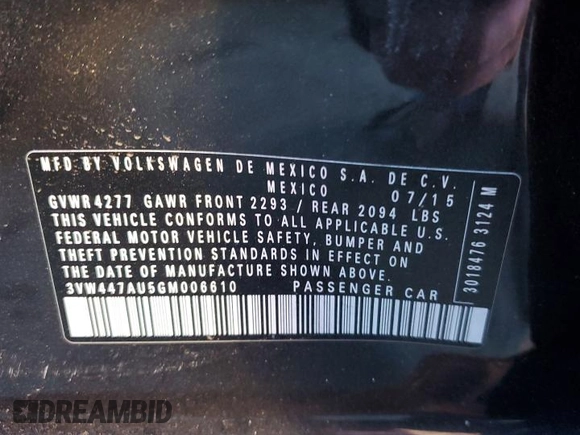 MFD BY VOLKSWAGEN DE MEXICO S.A. DE C.V.
MEXICO 07/15
GVWR4277 GAWR FRONT 2293 / REAR 2094 LBS
THIS VEHICLE CONFORMS TO ALL APPLICABLE U.S.
FEDERAL MOTOR VEHICLE SAFETY, BUMPER AND
THEFT PREVENTION STANDARDS IN EFFECT ON
THE DATE OF MANUFACTURE SHOWN ABOVE.
3VW447AU5GM006610 PASSENGER CAR
3018476 3124 M
DREAMBID